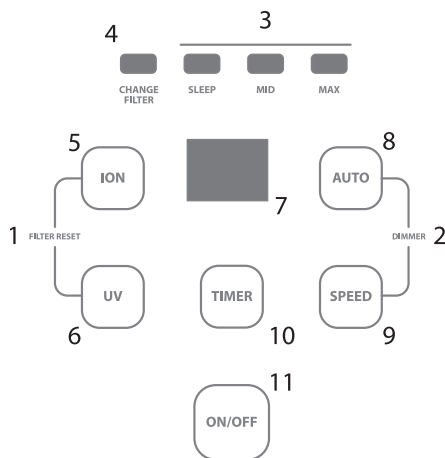 3
4
CHANGE
FILTER
SLEEP
MID
MAX
5
8
ION
AUTO
7
1 FILTER RESET
DIMMER 2
UV
TIMER
SPEED
6
10
9
11
ON/OFF